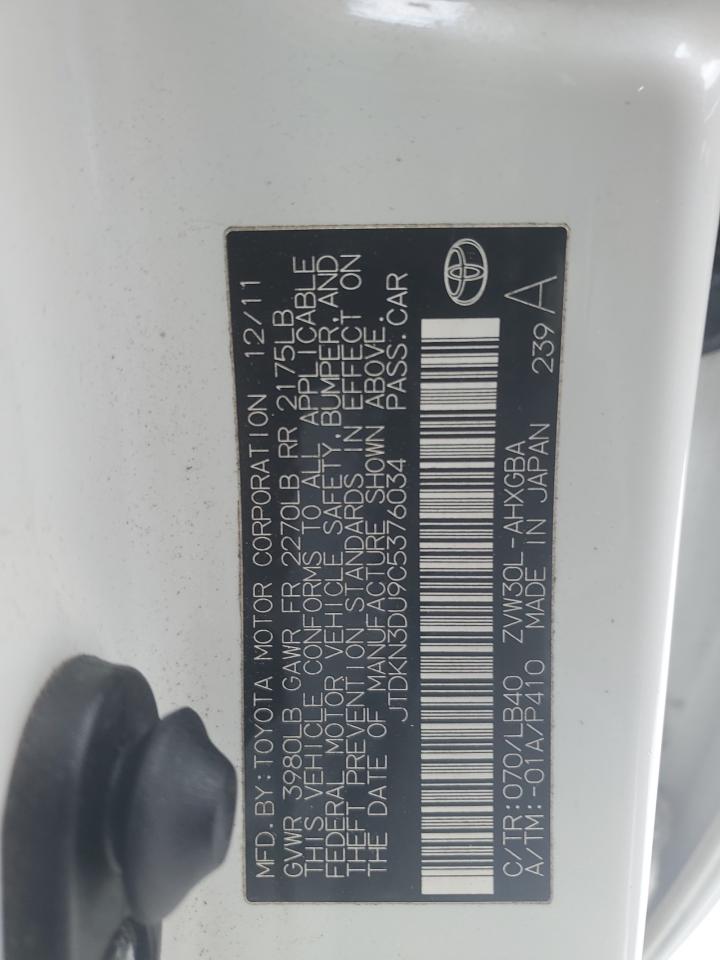 MFD. BY: TOYOTA MOTOR CORPORATION 12/11
GVWR 3980LB GAWR FR 2270LB RR 2175LB
THIS VEHICLE CONFORMS TO ALL APPLICABLE
FEDERAL MOTOR VEHICLE SAFETY, BUMPER, AND
THEFT PREVENTION STANDARDS IN EFFECT ON
THE DATE OF MANUFACTURE SHOWN ABOVE.
JTDKN3DU9C5376034 PASS. CAR
C/TR: 070/LB40 ZVW30L-AHXGBA
A/TM: -01A/P410 MADE IN JAPAN 239 A